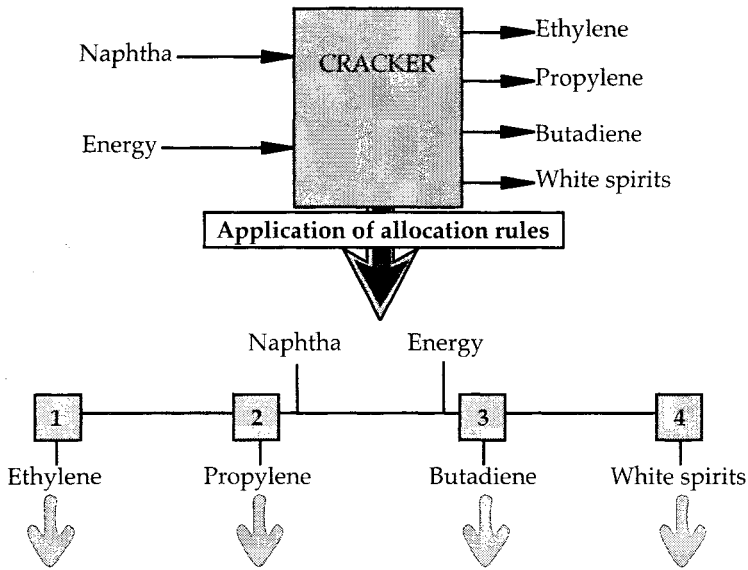 Naphtha
Energy
CRACKER
Ethylene
Propylene
Butadiene
White spirits
Application of allocation rules
Naphtha Energy
1 2 3 4
Ethylene Propylene Butadiene White spirits